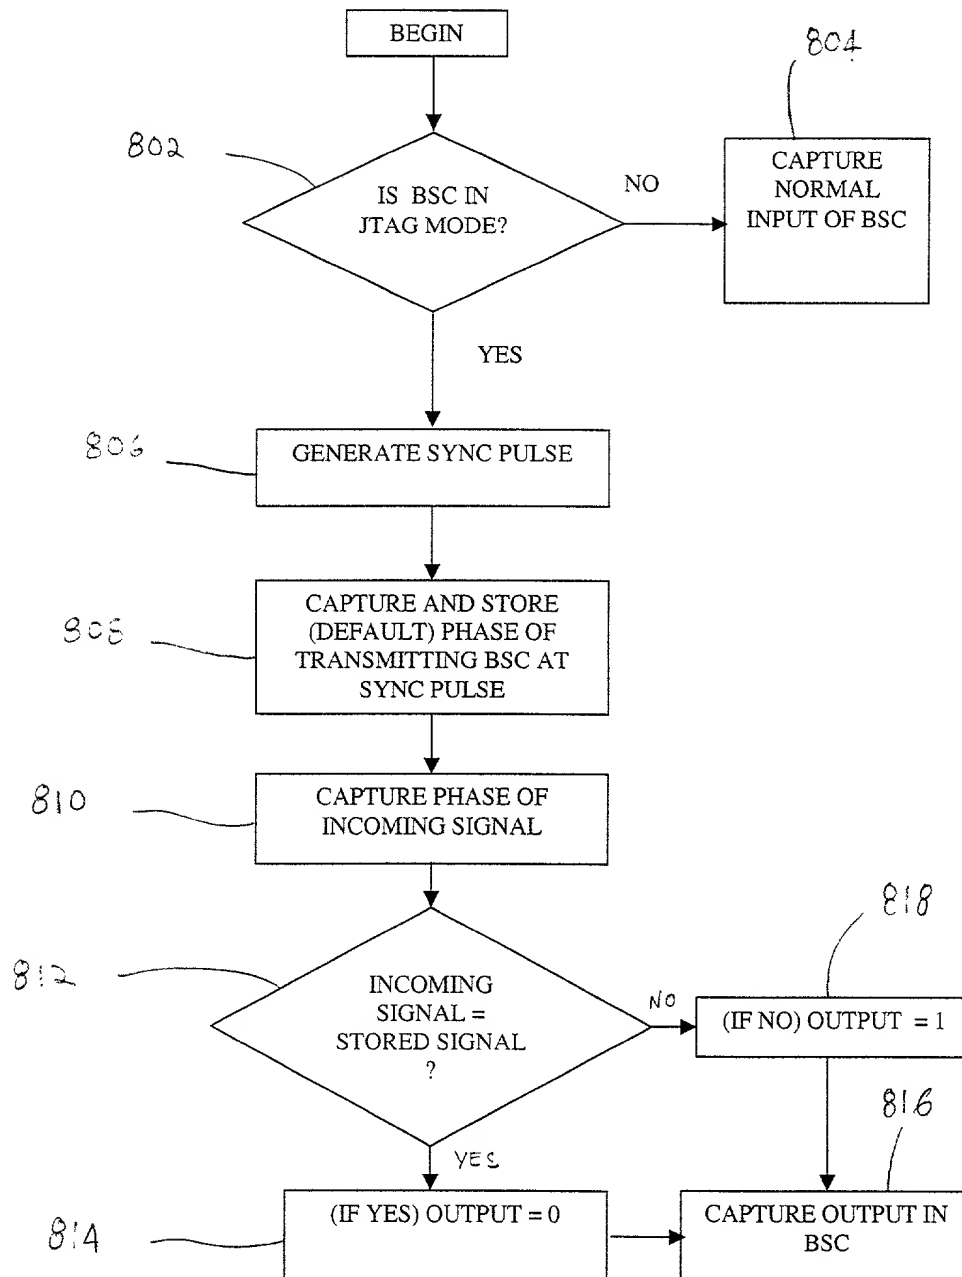 BEGIN
804
802
IS BSC IN
JTAG MODE?
NO
CAPTURE
NORMAL
INPUT OF BSC
YES
806
GENERATE SYNC PULSE
808
CAPTURE AND STORE
(DEFAULT) PHASE OF
TRANSMITTING BSC AT
SYNC PULSE
810
CAPTURE PHASE OF
INCOMING SIGNAL
818
812
INCOMING
SIGNAL =
STORED SIGNAL
?
NO
(IF NO) OUTPUT = 1
816
YES
814
(IF YES) OUTPUT = 0
CAPTURE OUTPUT IN
BSC